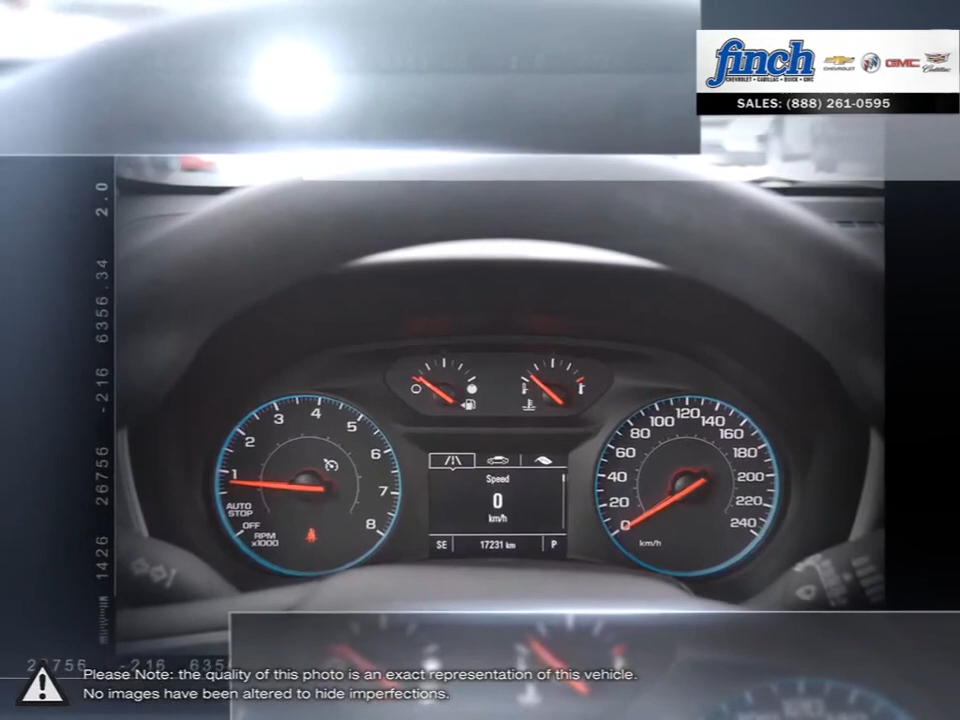 finch
CHEVROLET • CADILLAC • BUICK • GMC
CHEVROLET
GMC
Cadillac
SALES: (888) 261-0595
2.0
6356.34
-216
26756
1426
1
2
3
4
5
6
7
8
AUTO
STOP
OFF
RPM
x1000
Speed
0
km/h
SE
17231 km
P
0
20
40
60
80
100
120
140
160
180
200
220
240
km/h
-216
Please Note: the quality of this photo is an exact representation of this vehicle.
No images have been altered to hide imperfections.